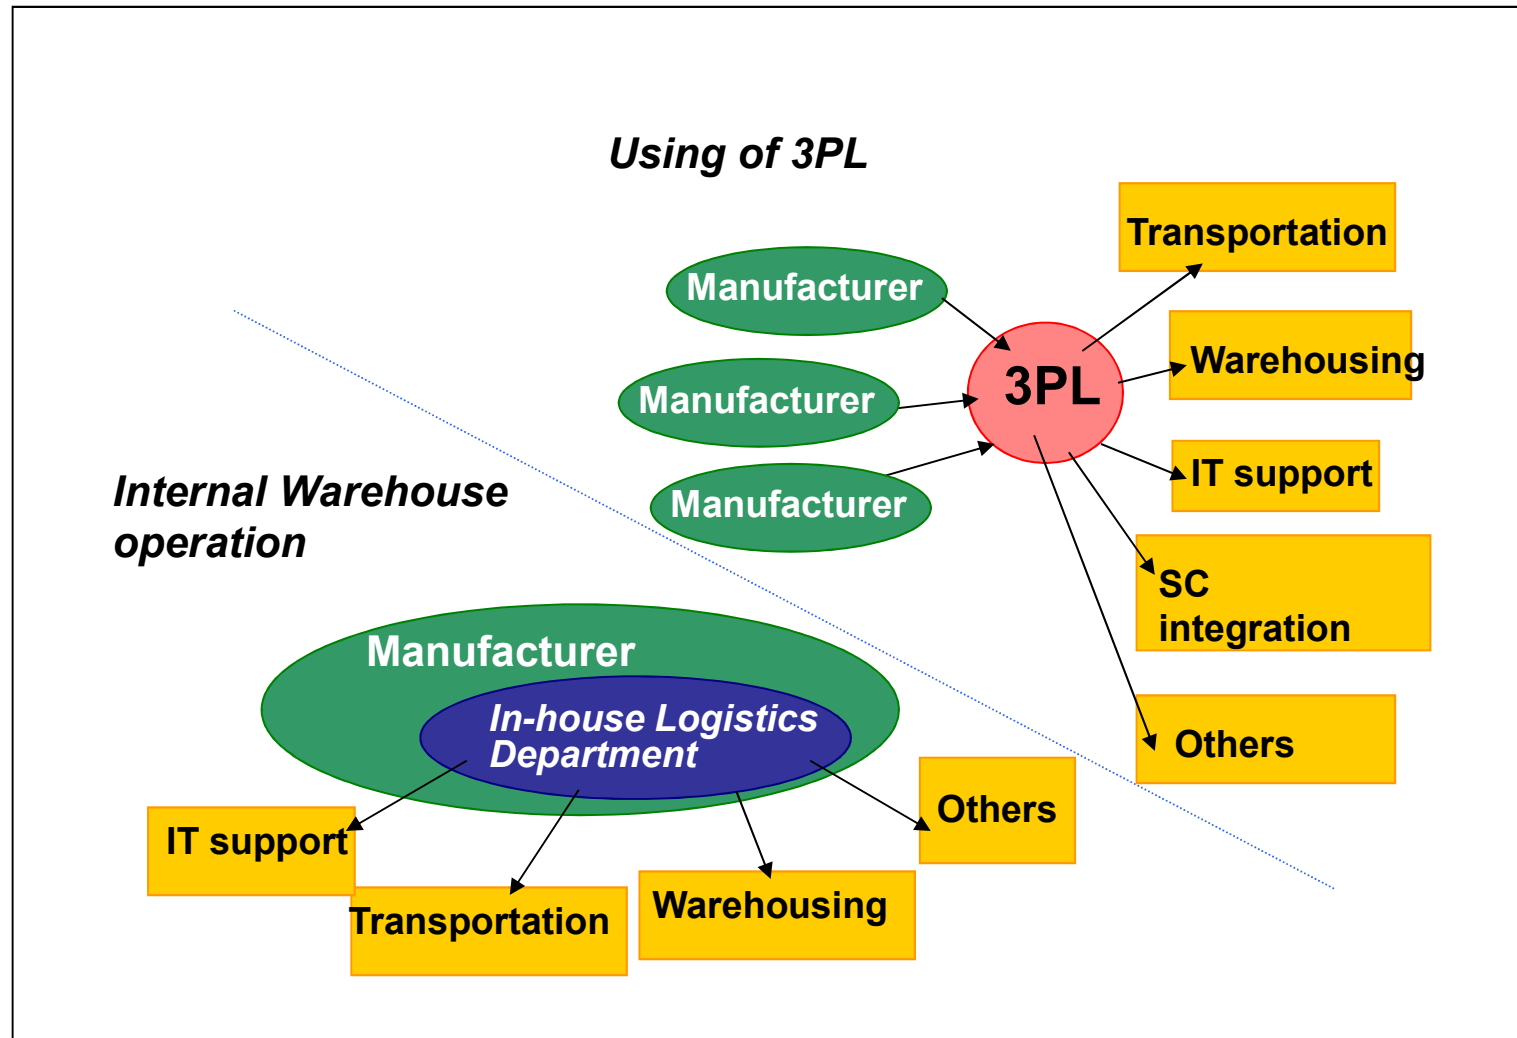 Using of 3PL
Transportation
Manufacturer
Warehousing
3PL
Manufacturer
IT support
Manufacturer
SC
integration
Others
Internal Warehouse
operation
Manufacturer
In-house Logistics
Department
Others
IT support
Transportation
Warehousing